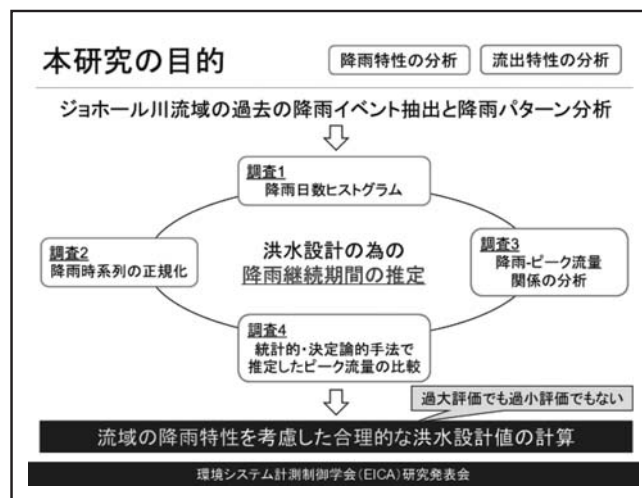 本研究の目的
降雨特性の分析
流出特性の分析
ジョホール川流域の過去の降雨イベント抽出と降雨パターン分析
調査1
降雨日数ヒストグラム
調査2
降雨時系列の正規化
洪水設計の為の
降雨継続期間の推定
調査3
降雨-ピーク流量
関係の分析
調査4
統計的・決定論的手法で
推定したピーク流量の比較
過大評価でも過小評価でもない
流域の降雨特性を考慮した合理的な洪水設計値の計算
環境システム計測制御学会(EICA)研究発表会